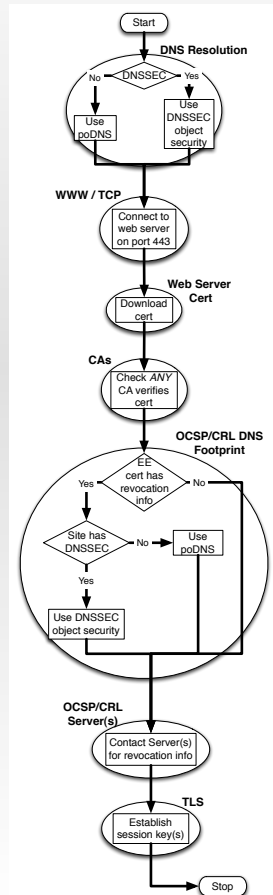 Start
DNS Resolution
DNSSEC
No
Yes
Use
poDNS
Use
DNSSEC
object
security
WWW / TCP
Connect to
web server
on port 443
Web Server
Cert
Download
cert
CAs
Check ANY
CA verifies
cert
OCSP/CRL DNS
Footprint
EE
cert has
revocation
info
Yes
No
Site has
DNSSEC
No
Use
poDNS
Yes
Use DNSSEC
object security
OCSP/CRL
Server(s)
Contact Server(s)
for revocation info
TLS
Establish
session key(s)
Stop